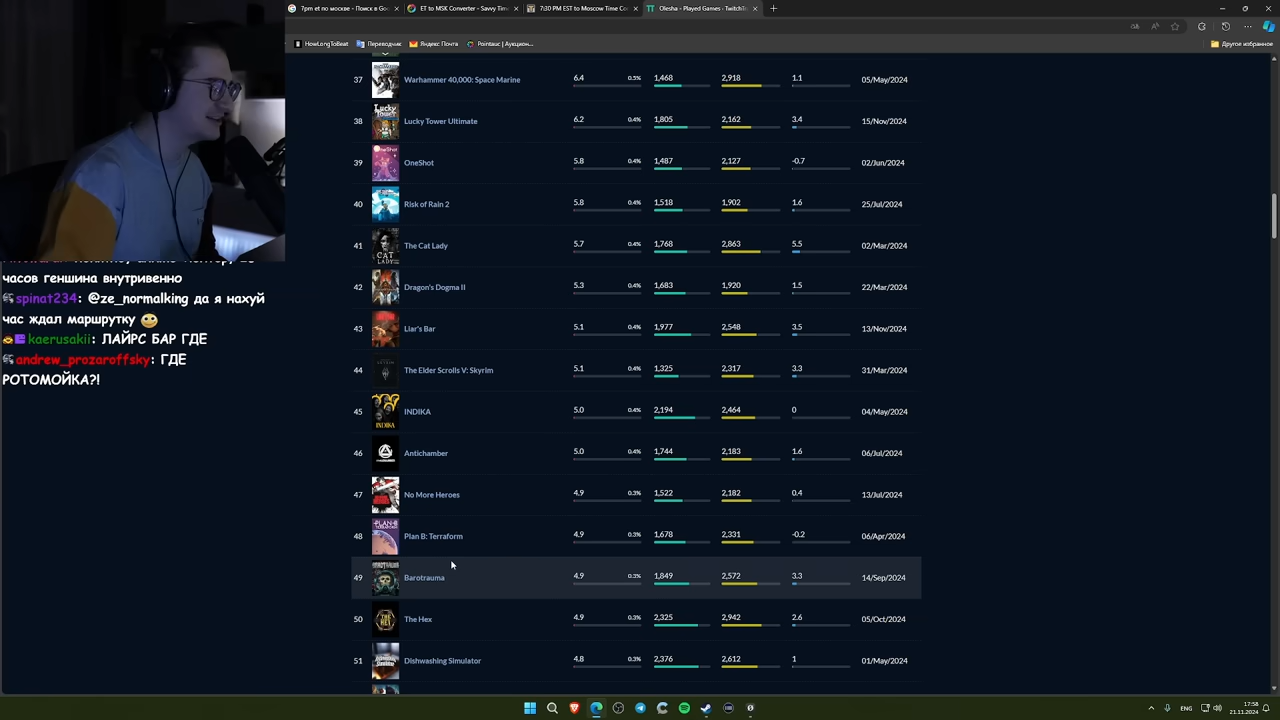 7pm et по москве - Поиск в Goo
ET to MSK Converter - Savvy Time
7:30 PM EST to Moscow Time Co
Olesha - Played Games - TwitchTr
HowLongToBeat
Переводчик
Яндекс Почта
Pointauc | Аукцион...
Другое избранное
37 Warhammer 40,000: Space Marine 6.4 0.5% 1,468 2,918 1.1 05/May/2024
38 Lucky Tower Ultimate 6.2 0.4% 1,805 2,162 3.4 15/Nov/2024
39 OneShot 5.8 0.4% 1,487 2,127 -0.7 02/Jun/2024
40 Risk of Rain 2 5.8 0.4% 1,518 1,902 1.6 25/Jul/2024
41 The Cat Lady 5.7 0.4% 1,768 2,863 5.5 02/Mar/2024
42 Dragon's Dogma II 5.3 0.4% 1,683 1,920 1.5 22/Mar/2024
43 Liar's Bar 5.1 0.4% 1,977 2,548 3.5 13/Nov/2024
44 The Elder Scrolls V: Skyrim 5.1 0.4% 1,325 2,317 3.3 31/Mar/2024
45 INDIKA 5.0 0.4% 2,194 2,464 0 04/May/2024
46 Antichamber 5.0 0.4% 1,744 2,183 1.6 06/Jul/2024
47 No More Heroes 4.9 0.3% 1,522 2,182 0.4 13/Jul/2024
48 Plan B: Terraform 4.9 0.3% 1,678 2,331 -0.2 06/Apr/2024
49 Barotrauma 4.9 0.3% 1,849 2,572 3.3 14/Sep/2024
50 The Hex 4.9 0.3% 2,325 2,942 2.6 05/Oct/2024
51 Dishwashing Simulator 4.8 0.3% 2,376 2,612 1 01/May/2024
часов геншина внутривенно
spinat234: @ze_normalking да я нахуй
час ждал маршрутку
kaerusakii: ЛАЙРС БАР ГДЕ
andrew_prozaroffsky: ГДЕ
РОТОМОЙКА?!
ENG
17:58
21.11.2024